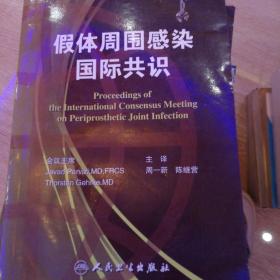 假体周围感染
国际共识
Proceedings of
the International Consensus Meeting
on Periprosthetic Joint Infection
会议主席
Javad Parvizi,MD,FRCS
Thorsten Gehrke,MD
主 译
周一新 陈继营
人民卫生出版社